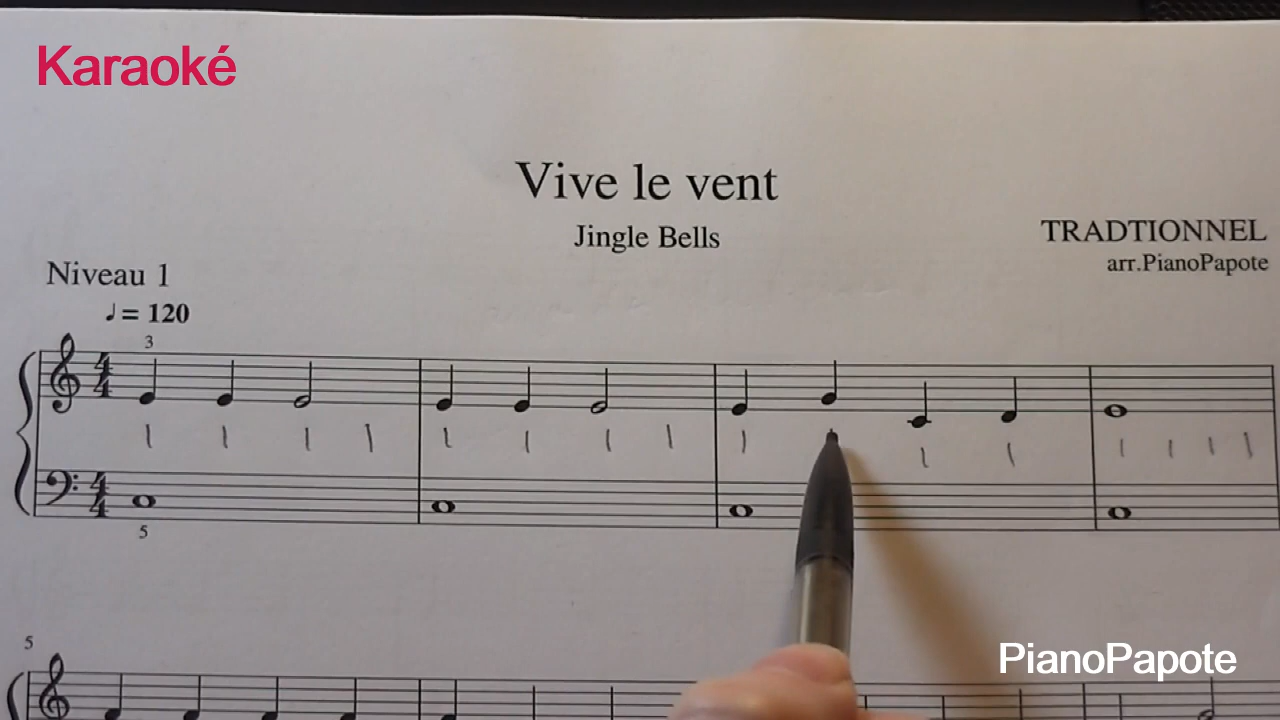 Karaoké
Vive le vent
Jingle Bells
TRADTIONNEL
arr.PianoPapote
Niveau 1
♩= 120
3
4
4
4
4
5
5
PianoPapote